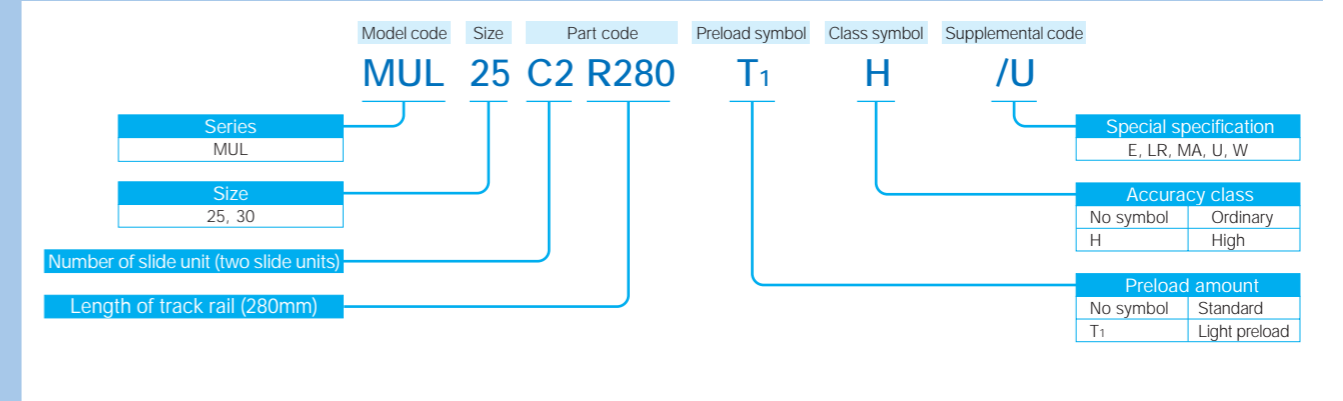 Model code Size Part code Preload symbol Class symbol Supplemental code
MUL 25 C2 R280 T1 H /U
Series
MUL
Size
25, 30
Number of slide unit (two slide units)
Length of track rail (280mm)
Special specification
E, LR, MA, U, W
Accuracy class
No symbol Ordinary
H High
Preload amount
No symbol Standard
T1 Light preload